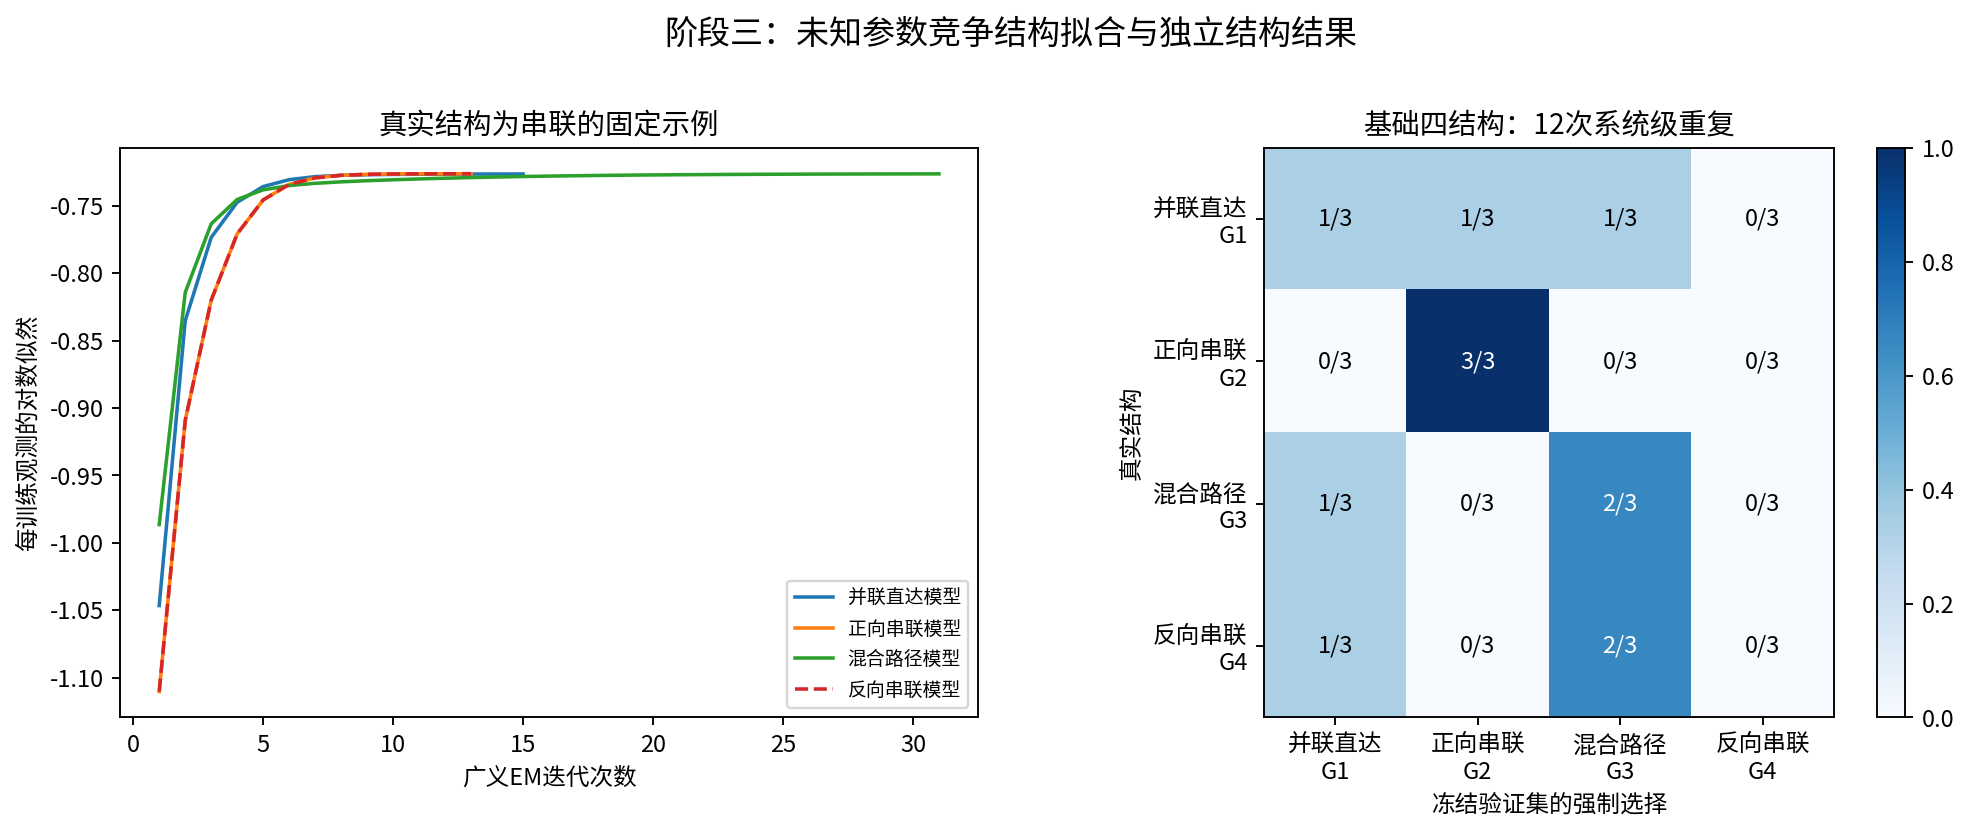 阶段三：未知参数竞争结构拟合与独立结构结果
真实结构为串联的固定示例
每训练观测的对数似然
-0.75
-0.80
-0.85
-0.90
-0.95
-1.00
-1.05
-1.10
0 5 10 15 20 25 30
广义EM迭代次数
并联直达模型
正向串联模型
混合路径模型
反向串联模型
基础四结构：12次系统级重复
真实结构
并联直达
G1
1/3 1/3 1/3 0/3
正向串联
G2
0/3 3/3 0/3 0/3
混合路径
G3
1/3 0/3 2/3 0/3
反向串联
G4
1/3 0/3 2/3 0/3
并联直达 正向串联 混合路径 反向串联
G1 G2 G3 G4
冻结验证集的强制选择
1.0
0.8
0.6
0.4
0.2
0.0